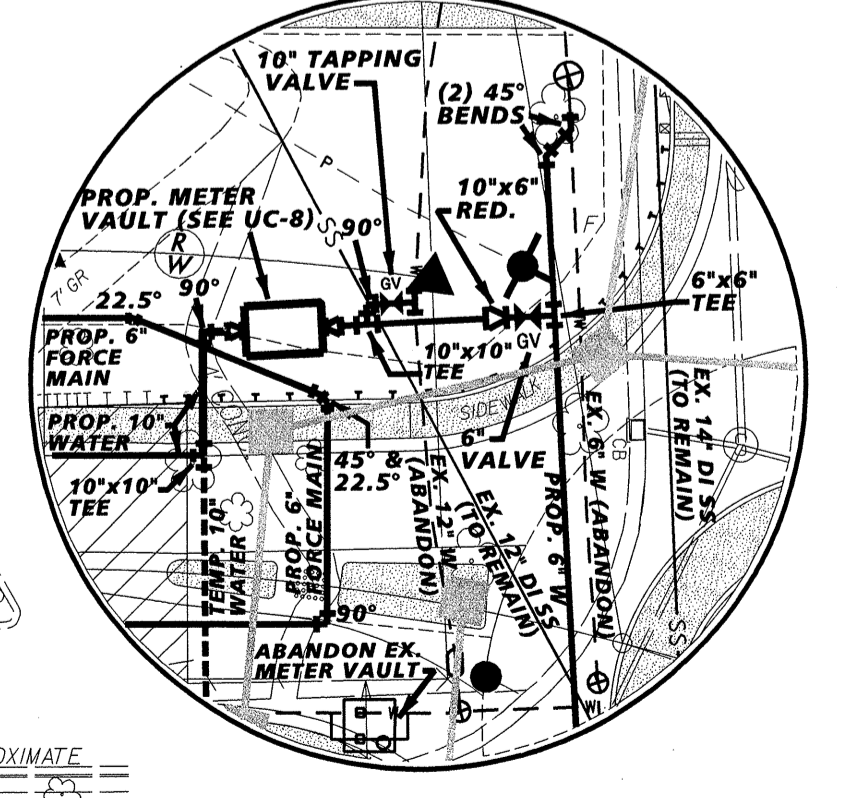 10" TAPPING
VALVE
(2) 45°
BENDS
P
10"x6"
RED.
PROP. METER
VAULT (SEE UC-8)
SS
90°
F
R
W
GV
W
7' GR
22.5°
90°
6"x6"
TEE
PROP. 6"
FORCE
MAIN
W
GV
10"x10"
TEE
SIDEWALK
PROP. 10"
WATER
6"
VALVE
45° &
22.5°
10"x10"
TEE
CB
CB
EX. 14" DI SS
(TO REMAIN)
EX. 6" W (ABANDON)
PROP. 6" W
EX. 12" DI SS
(TO REMAIN)
EX. 12" W
(ABANDON)
PROP. 6"
FORCE MAIN
TEMP. 10"
WATER
90°
SS
ABANDON EX.
METER VAULT
W
W
OXIMATE